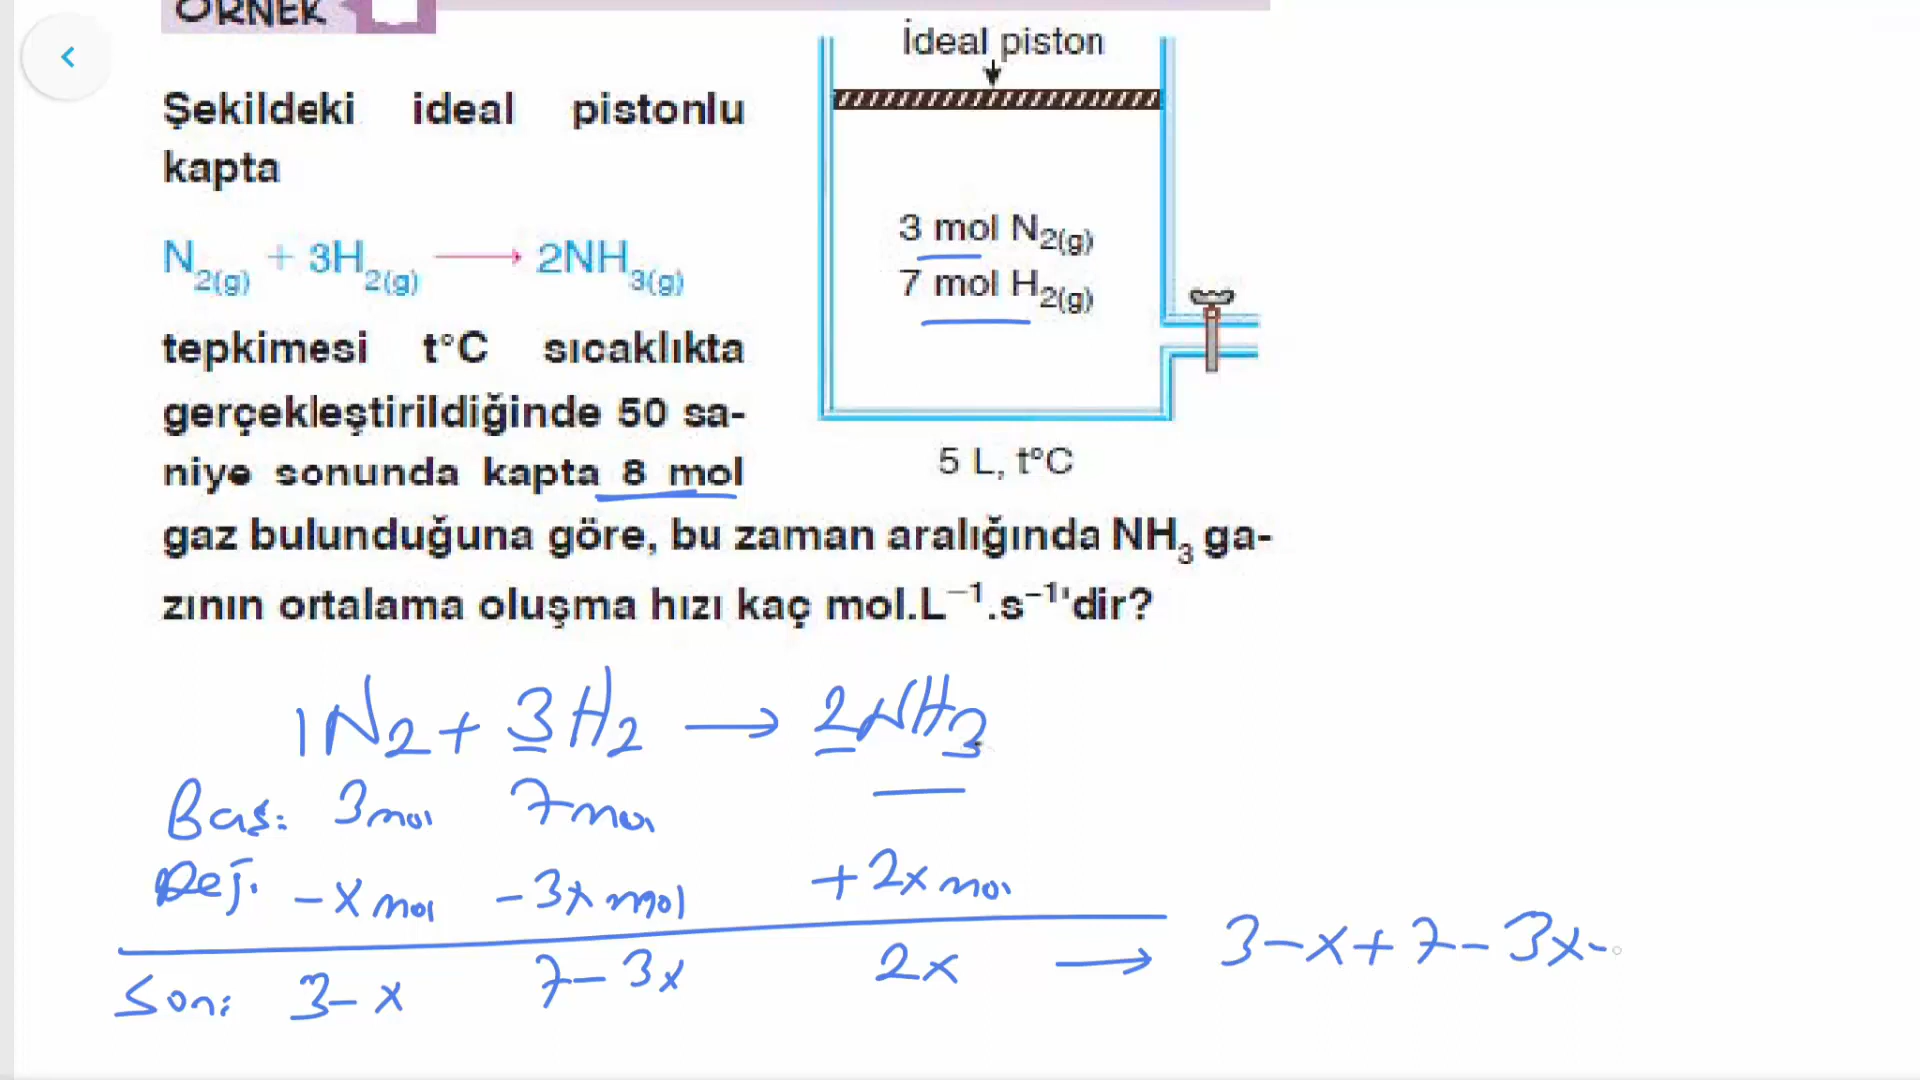 ÖRNEK
Şekildeki ideal pistonlu
kapta
N2(g) + 3H2(g) ⟶ 2NH3(g)
tepkimesi t°C sıcaklıkta
gerçekleştirildiğinde 50 sa-
niye sonunda kapta 8 mol
gaz bulunduğuna göre, bu zaman aralığında NH3 ga-
zının ortalama oluşma hızı kaç mol.L⁻¹.s⁻¹'dir?
İdeal piston
3 mol N2(g)
7 mol H2(g)
5 L, t°C
1N2 + 3H2 ⟶ 2NH3
Baş: 3mol 7mol
Değ. -x mol -3x mol +2x mol
Son: 3-x 7-3x 2x ⟶ 3-x+7-3x-